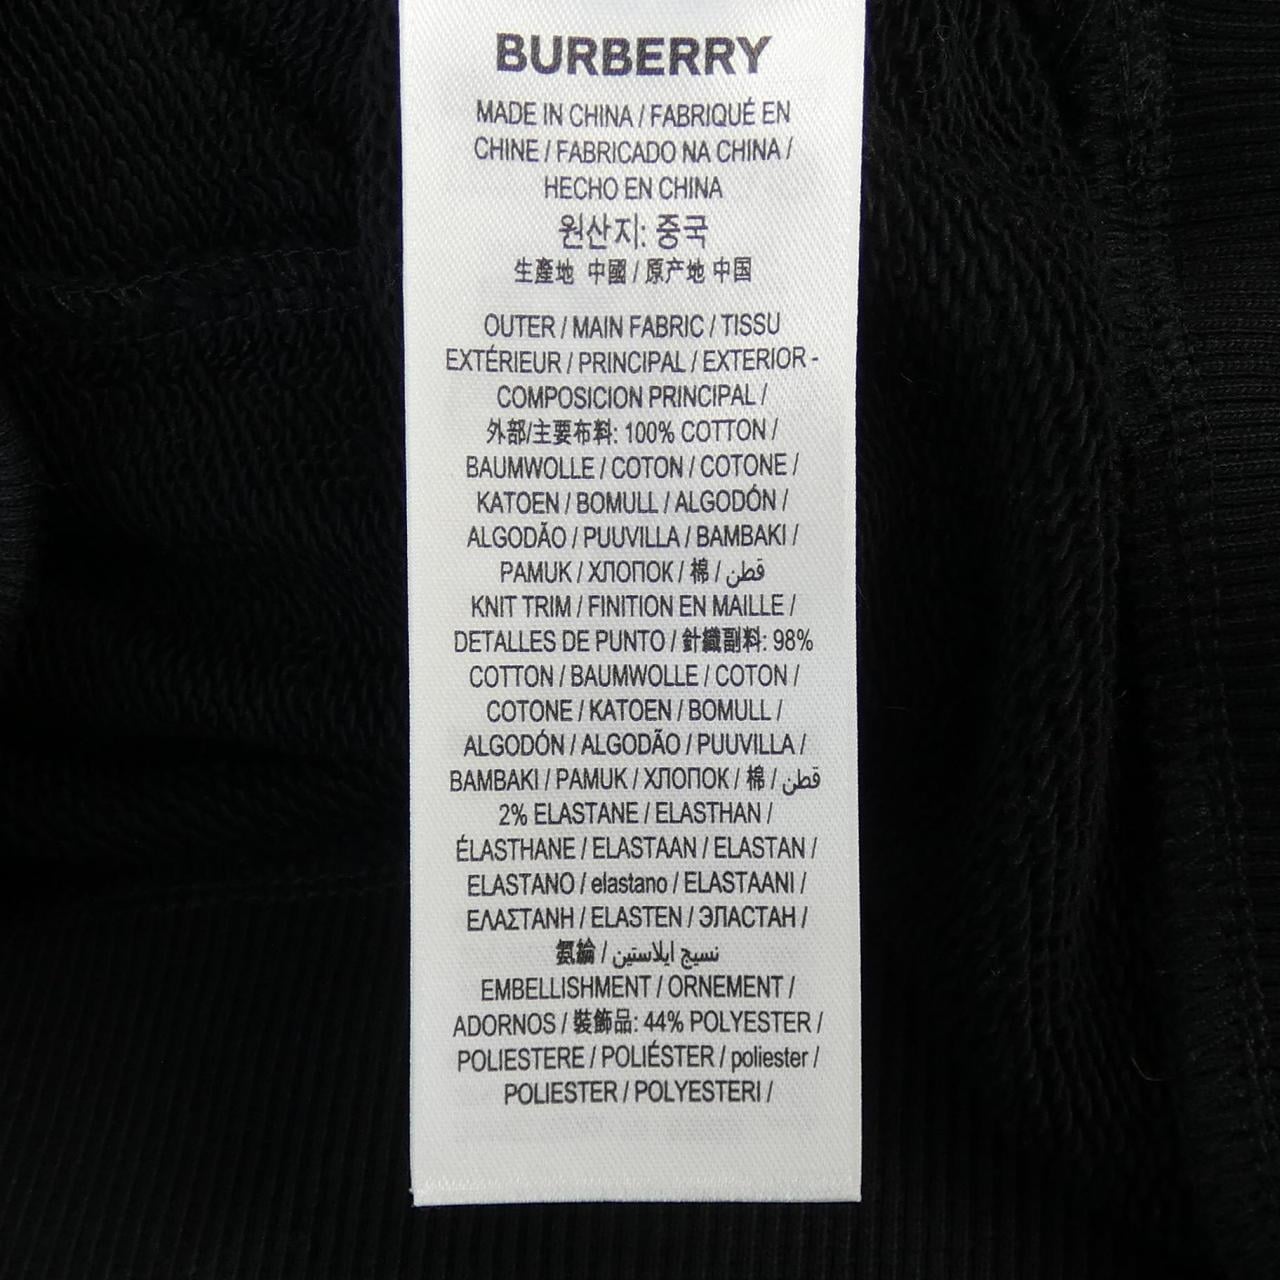 BURBERRY
MADE IN CHINA / FABRIQUÉ EN
CHINE / FABRICADO NA CHINA /
HECHO EN CHINA
원산지: 중국
生產地 中國 / 原产地 中国
OUTER / MAIN FABRIC / TISSU
EXTÉRIEUR / PRINCIPAL / EXTERIOR -
COMPOSICION PRINCIPAL /
外部/主要布料: 100% COTTON /
BAUMWOLLE / COTON / COTONE /
KATOEN / BOMULL / ALGODÓN /
ALGODÃO / PUUVILLA / BAMBAKI /
PAMUK / ХЛОПОК / 棉 / قطن
KNIT TRIM / FINITION EN MAILLE /
DETALLES DE PUNTO / 針織副料: 98%
COTTON / BAUMWOLLE / COTON /
COTONE / KATOEN / BOMULL /
ALGODÓN / ALGODÃO / PUUVILLA /
BAMBAKI / PAMUK / ХЛОПОК / 棉 / قطن
2% ELASTANE / ELASTHAN /
ÉLASTHANE / ELASTAAN / ELASTAN /
ELASTANO / elastano / ELASTAANI /
ΕΛΑΣΤΑΝΗ / ELASTEN / ЭЛАСТАН /
氨綸 / نسيج ايلاستين
EMBELLISHMENT / ORNEMENT /
ADORNOS / 裝飾品: 44% POLYESTER /
POLIESTERE / POLIÉSTER / poliester /
POLIESTER / POLYESTERI /